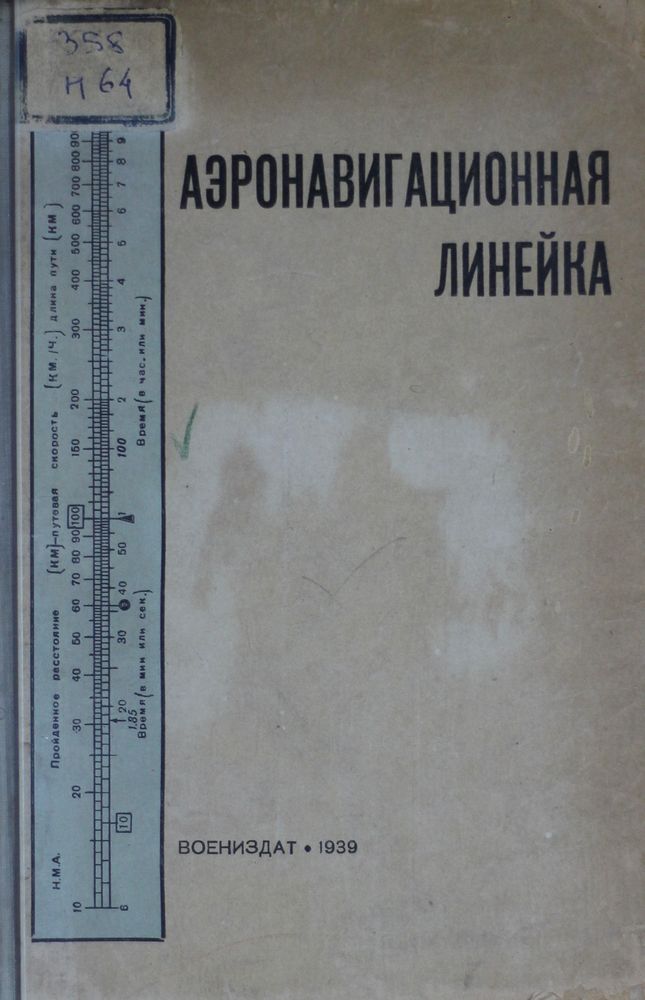 358
Н 64
АЭРОНАВИГАЦИОННАЯ
ЛИНЕЙКА
Н.М.А. Пройденное расстояние (КМ)—путевая скорость (КМ./Ч.) длина пути (КМ)
10 20 30 40 50 60 70 80 90 100 150 200 300 400 500 600 700 800 900
6 10 20 30 40 50 1 100 2 3 4 5 6 7 8 9
1,85
Время (в мин или сек.) Время (в час. или мин.)
ВОЕНИЗДАТ • 1939